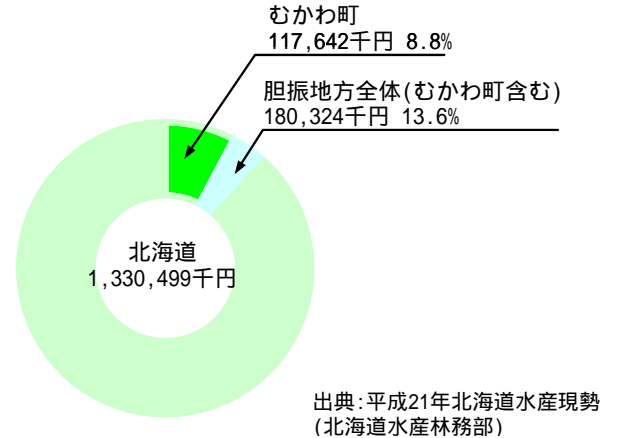 むかわ町
117,642千円 8.8%
胆振地方全体(むかわ町含む)
180,324千円 13.6%
北海道
1,330,499千円
出典:平成21年北海道水産現勢
(北海道水産林務部)